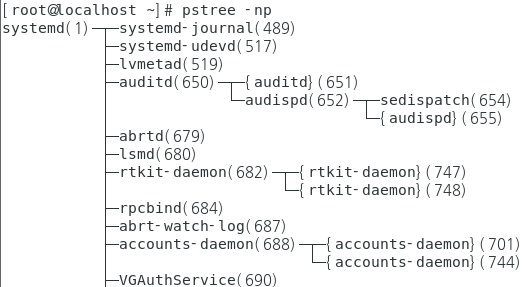 [root@localhost ~]# pstree -np
systemd(1)─┬─systemd-journal(489)
           ├─systemd-udevd(517)
           ├─lvmetad(519)
           ├─auditd(650)─┬─{auditd}(651)
           │             └─audispd(652)─┬─sedispatch(654)
           │                            └─{audispd}(655)
           ├─abrtd(679)
           ├─lsmd(680)
           ├─rtkit-daemon(682)─┬─{rtkit-daemon}(747)
           │                   └─{rtkit-daemon}(748)
           ├─rpcbind(684)
           ├─abrt-watch-log(687)
           ├─accounts-daemon(688)─┬─{accounts-daemon}(701)
           │                      └─{accounts-daemon}(744)
           ├─VGAuthService(690)